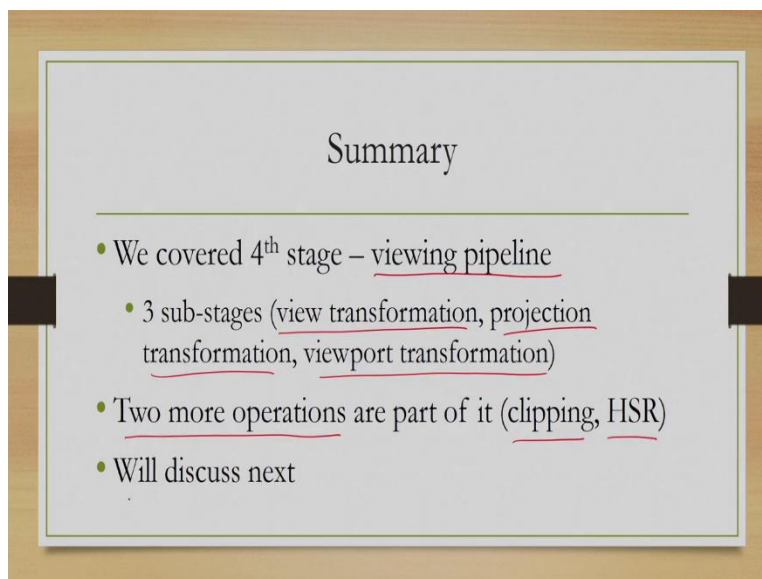 Summary
• We covered 4th stage – viewing pipeline
• 3 sub-stages (view transformation, projection
transformation, viewport transformation)
• Two more operations are part of it (clipping, HSR)
• Will discuss next